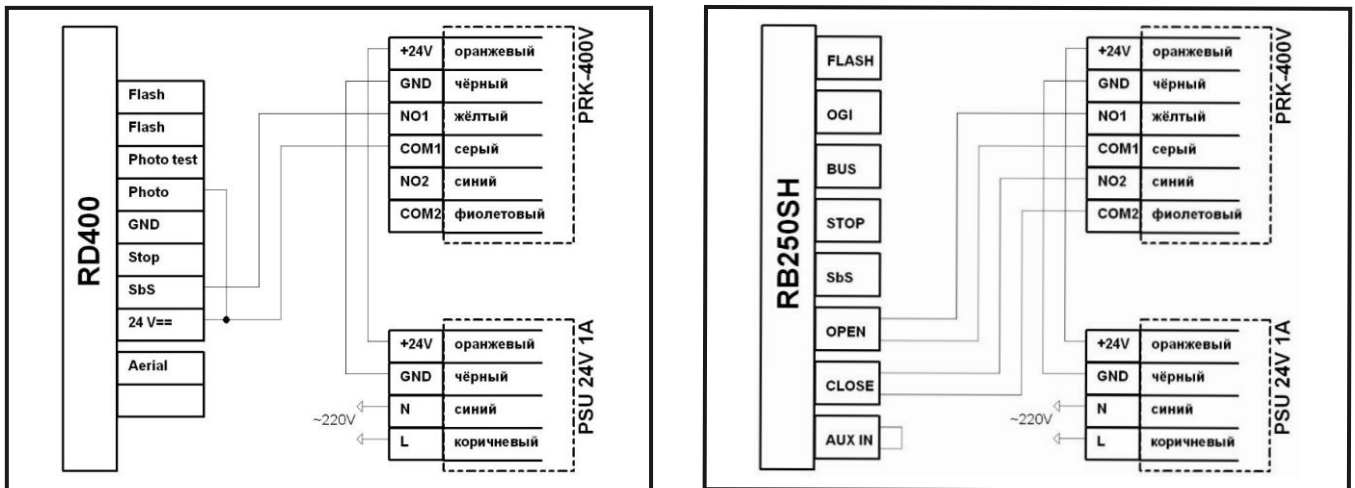 RD400
Flash
Flash
Photo test
Photo
GND
Stop
SbS
24 V==
Aerial
+24V оранжевый
GND чёрный
NO1 жёлтый
COM1 серый
NO2 синий
COM2 фиолетовый
PRK-400V
+24V оранжевый
GND чёрный
N синий
L коричневый
~220V
PSU 24V 1A
RB250SH
FLASH
OGI
BUS
STOP
SbS
OPEN
CLOSE
AUX IN
+24V оранжевый
GND чёрный
NO1 жёлтый
COM1 серый
NO2 синий
COM2 фиолетовый
PRK-400V
+24V оранжевый
GND чёрный
N синий
L коричневый
~220V
PSU 24V 1A